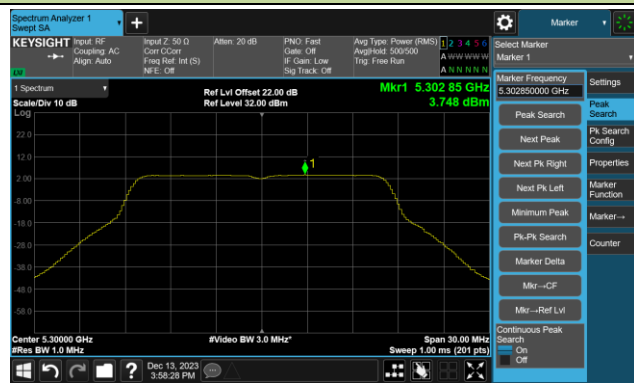 Spectrum Analyzer 1
Swept SA
Marker
KEYSIGHT
Input: RF
Coupling: AC
Align: Auto
Input Z: 50 Ω
Corr CCorr
Freq Ref: Int (S)
NFE: Off
Atten: 20 dB
PNO: Fast
Gate: Off
IF Gain: Low
Sig Track: Off
Avg Type: Power (RMS)
Avg|Hold: 500/500
Trig: Free Run
1 2 3 4 5 6
A W W W W W
A N N N N N
Select Marker
Marker 1
1 Spectrum
Scale/Div 10 dB
Log
Ref Lvl Offset 22.00 dB
Ref Level 32.00 dBm
Mkr1 5.302 85 GHz
3.748 dBm
1
22.0
12.0
2.00
-8.00
-18.0
-28.0
-38.0
-48.0
-58.0
Center 5.30000 GHz
#Res BW 1.0 MHz
#Video BW 3.0 MHz*
Span 30.00 MHz
Sweep 1.00 ms (201 pts)
Marker Frequency
5.302850000 GHz
Peak Search
Next Peak
Next Pk Right
Next Pk Left
Minimum Peak
Pk-Pk Search
Marker Delta
Mkr→CF
Mkr→Ref Lvl
Continuous Peak
Search
On
Off
Settings
Peak
Search
Pk Search
Config
Properties
Marker
Function
Marker→
Counter
Dec 13, 2023
3:58:28 PM